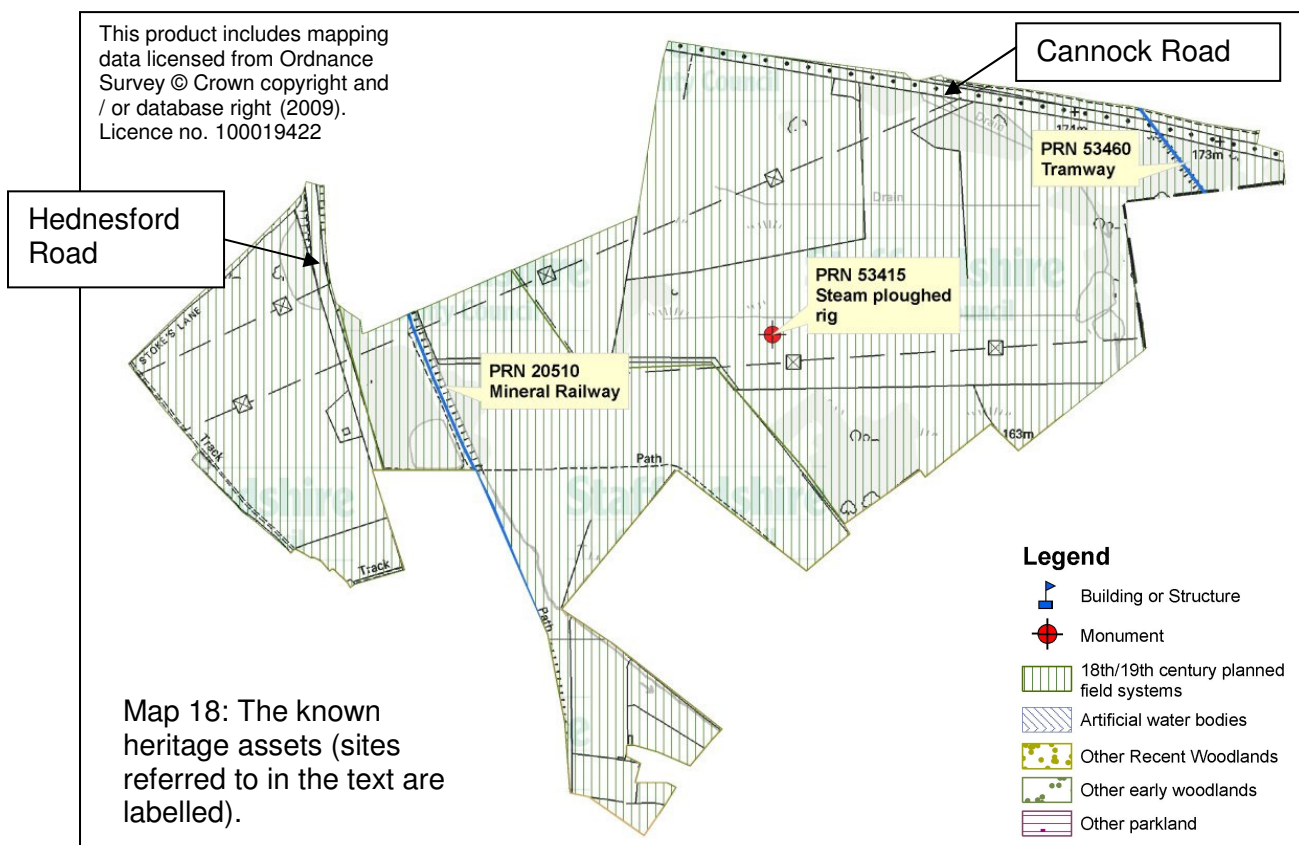 This product includes mapping
data licensed from Ordnance
Survey © Crown copyright and
/ or database right (2009).
Licence no. 100019422
Cannock Road
Hednesford
Road
Council
Drain
174m
173m
PRN 53460
Tramway
Drain
PRN 53415
Steam ploughed
rig
STOKE'S LANE
PRN 20510
Mineral Railway
Staffordshire
163m
Path
Track
Track
Path
Map 18: The known
heritage assets (sites
referred to in the text are
labelled).
Legend
Building or Structure
Monument
18th/19th century planned
field systems
Artificial water bodies
Other Recent Woodlands
Other early woodlands
Other parkland